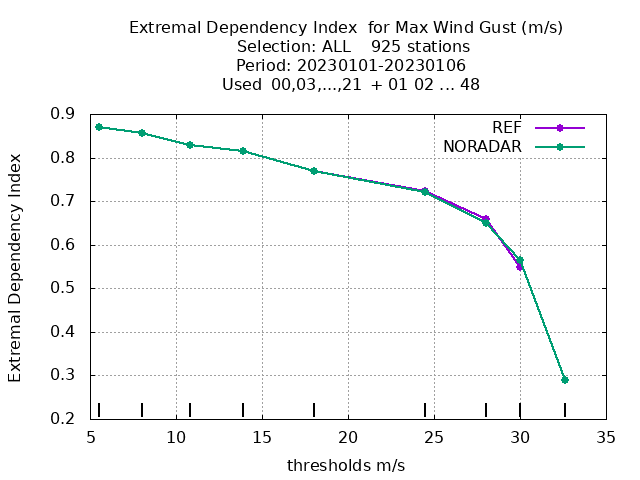 Extremal Dependency Index  for Max Wind Gust (m/s)
Selection: ALL    925 stations
Period: 20230101-20230106
Used  00,03,...,21  + 01 02 ... 48
REF
NORADAR
0.9
0.8
0.7
0.6
0.5
0.4
0.3
0.2
Extremal Dependency Index
5 10 15 20 25 30 35
thresholds m/s